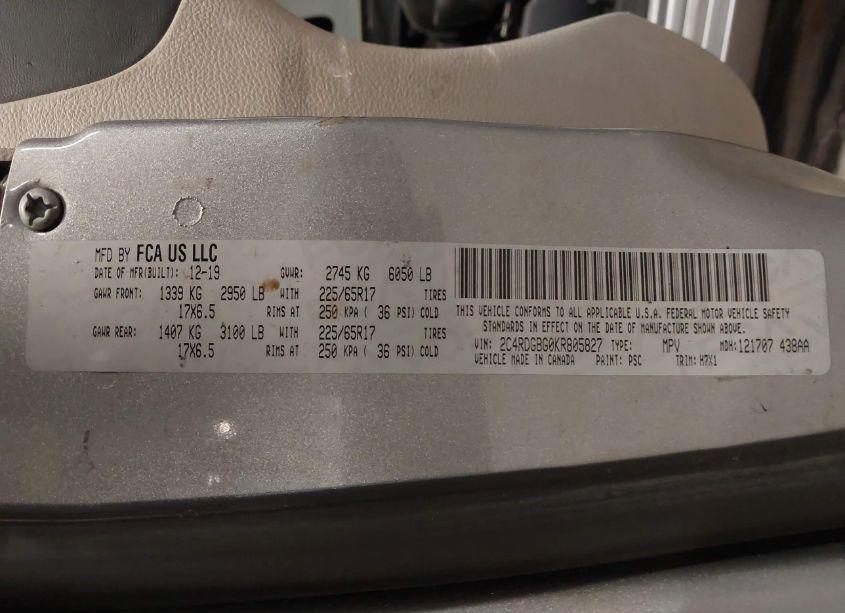 MFD BY FCA US LLC
DATE OF MFR(BUILT): 12-19 GVWR: 2745 KG 6050 LB
GAWR FRONT: 1339 KG 2950 LB WITH 225/65R17 TIRES
17X6.5 RIMS AT 250 KPA ( 36 PSI) COLD
GAWR REAR: 1407 KG 3100 LB WITH 225/65R17 TIRES
17X6.5 RIMS AT 250 KPA ( 36 PSI) COLD
THIS VEHICLE CONFORMS TO ALL APPLICABLE U.S.A. FEDERAL MOTOR VEHICLE SAFETY
STANDARDS IN EFFECT ON THE DATE OF MANUFACTURE SHOWN ABOVE.
VIN: 2C4RDGBG0KR805827 TYPE: MPV MDH: 121707 438AA
VEHICLE MADE IN CANADA PAINT: PSC TRIM: H7X1